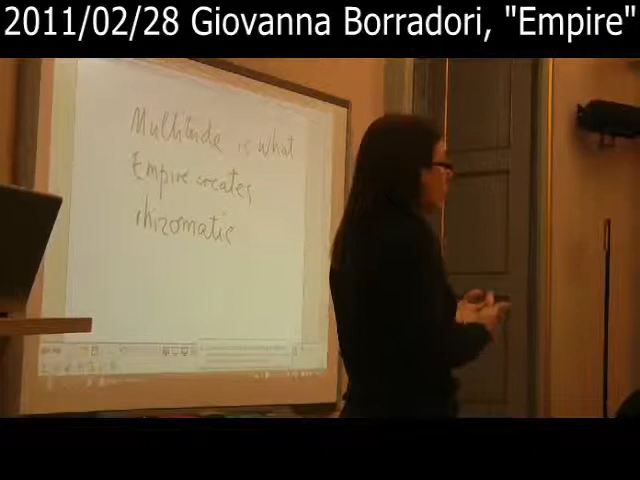 2011/02/28 Giovanna Borradori, "Empire"
Multitude is what
Empire creates,
rhizomatic